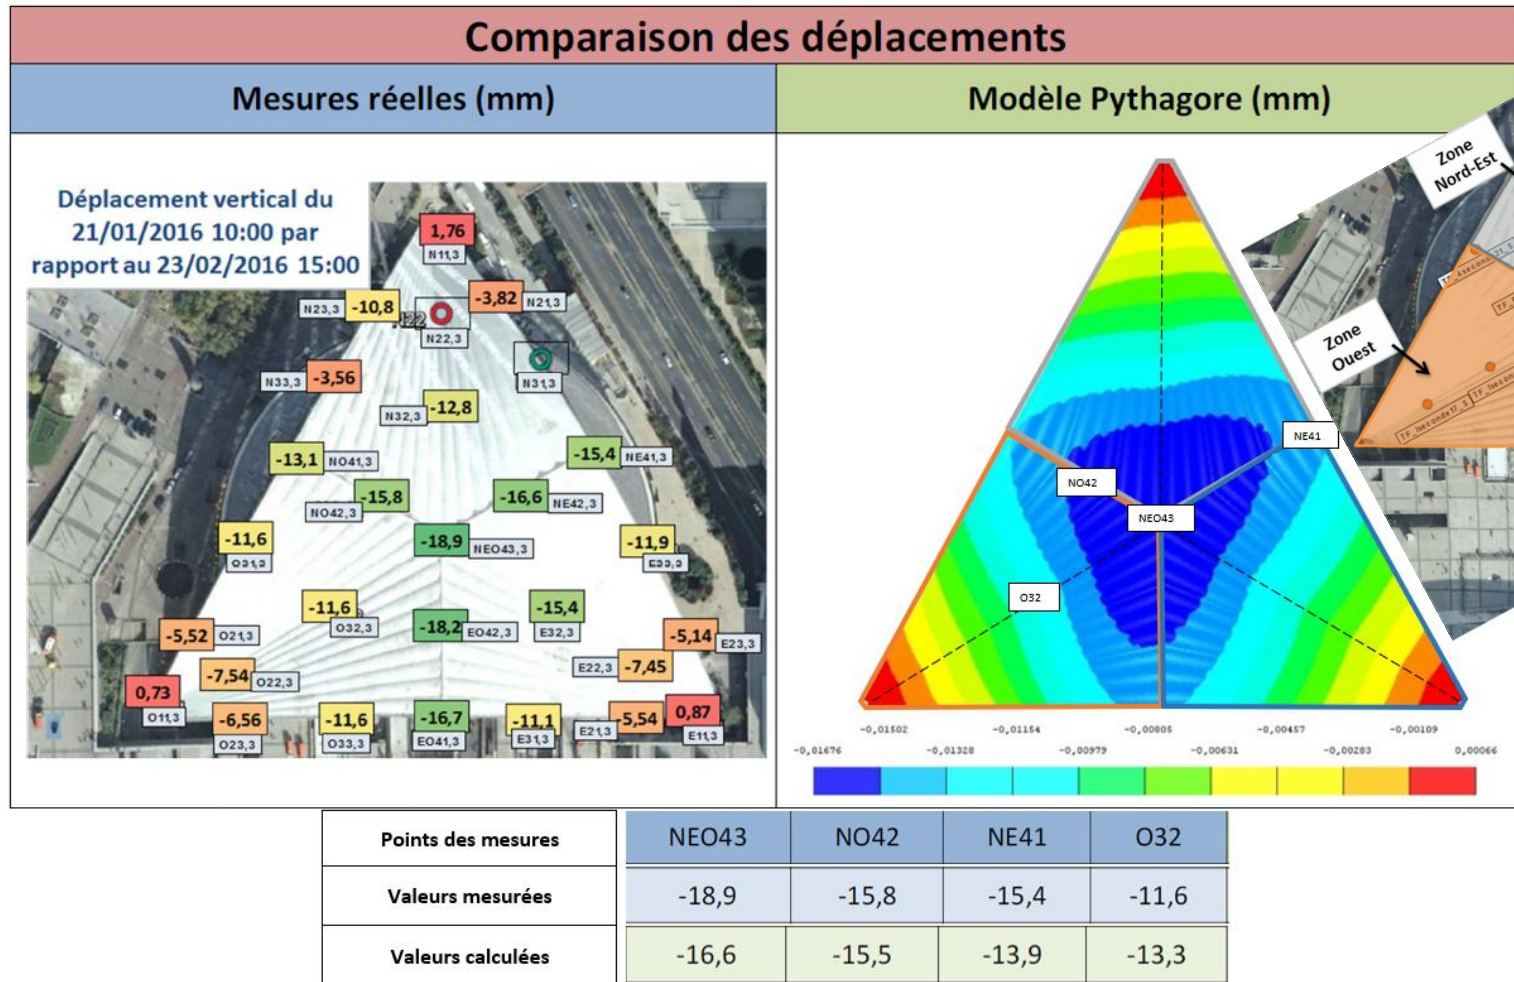 Comparaison des déplacements
Mesures réelles (mm)
Modèle Pythagore (mm)
Déplacement vertical du
21/01/2016 10:00 par
rapport au 23/02/2016 15:00
1,76
N11,3
-10,8
N23,3
-3,82
N21,3
N22
N22,3
N31,3
-3,56
N33,3
-12,8
N32,3
-13,1
NO41,3
-15,4
NE41,3
-15,8
NO42,3
-16,6
NE42,3
-11,6
-18,9
NEO43,3
-11,9
-11,6
O32,3
-18,2
EO42,3
-15,4
E32,3
-5,52
O21,3
-5,14
E23,3
-7,54
O22,3
E22,3
-7,45
0,73
O11,3
-6,56
O23,3
-11,6
O33,3
-16,7
EO41,3
-11,1
E31,3
-5,54
E21,3
0,87
E11,3
Zone
Nord-Est
Zone
Ouest
NE41
NO42
NEO43
O32
-0,01502 -0,01154 -0,00805 -0,00457 -0,00109
-0,01676 -0,01328 -0,00979 -0,00631 -0,00283 0,00066
Points des mesures NEO43 NO42 NE41 O32
Valeurs mesurées -18,9 -15,8 -15,4 -11,6
Valeurs calculées -16,6 -15,5 -13,9 -13,3